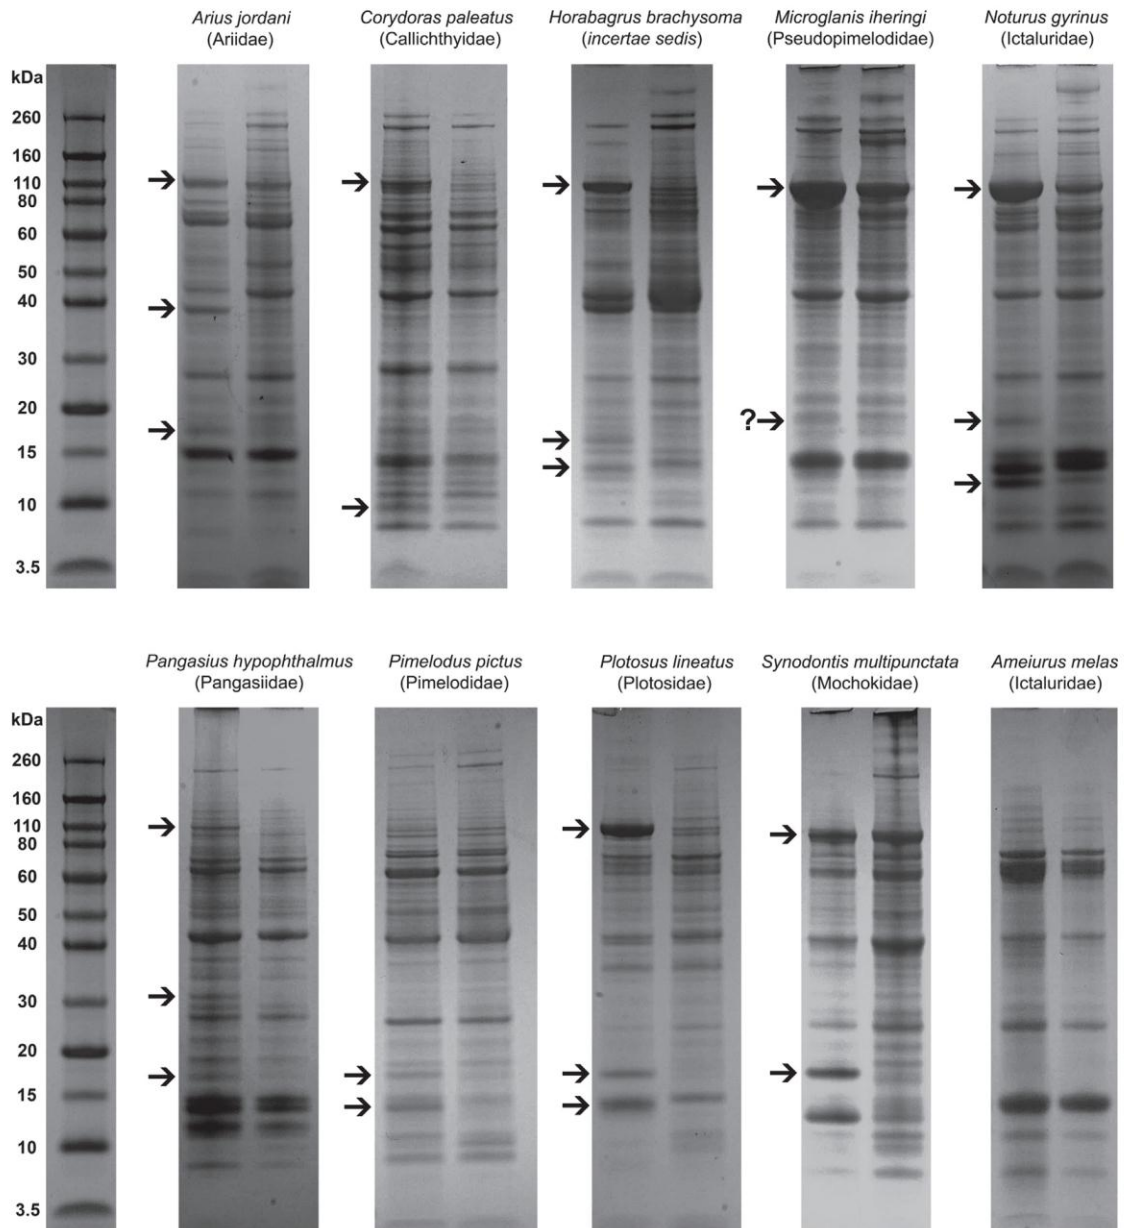 Arius jordani
(Ariidae)
Corydoras paleatus
(Callichthyidae)
Horabagrus brachysoma
(incertae sedis)
Microglanis iheringi
(Pseudopimelodidae)
Noturus gyrinus
(Ictaluridae)
kDa
260
160
110
80
60
50
40
30
20
15
10
3.5
?
Pangasius hypophthalmus
(Pangasiidae)
Pimelodus pictus
(Pimelodidae)
Plotosus lineatus
(Plotosidae)
Synodontis multipunctata
(Mochokidae)
Ameiurus melas
(Ictaluridae)
kDa
260
160
110
80
60
50
40
30
20
15
10
3.5